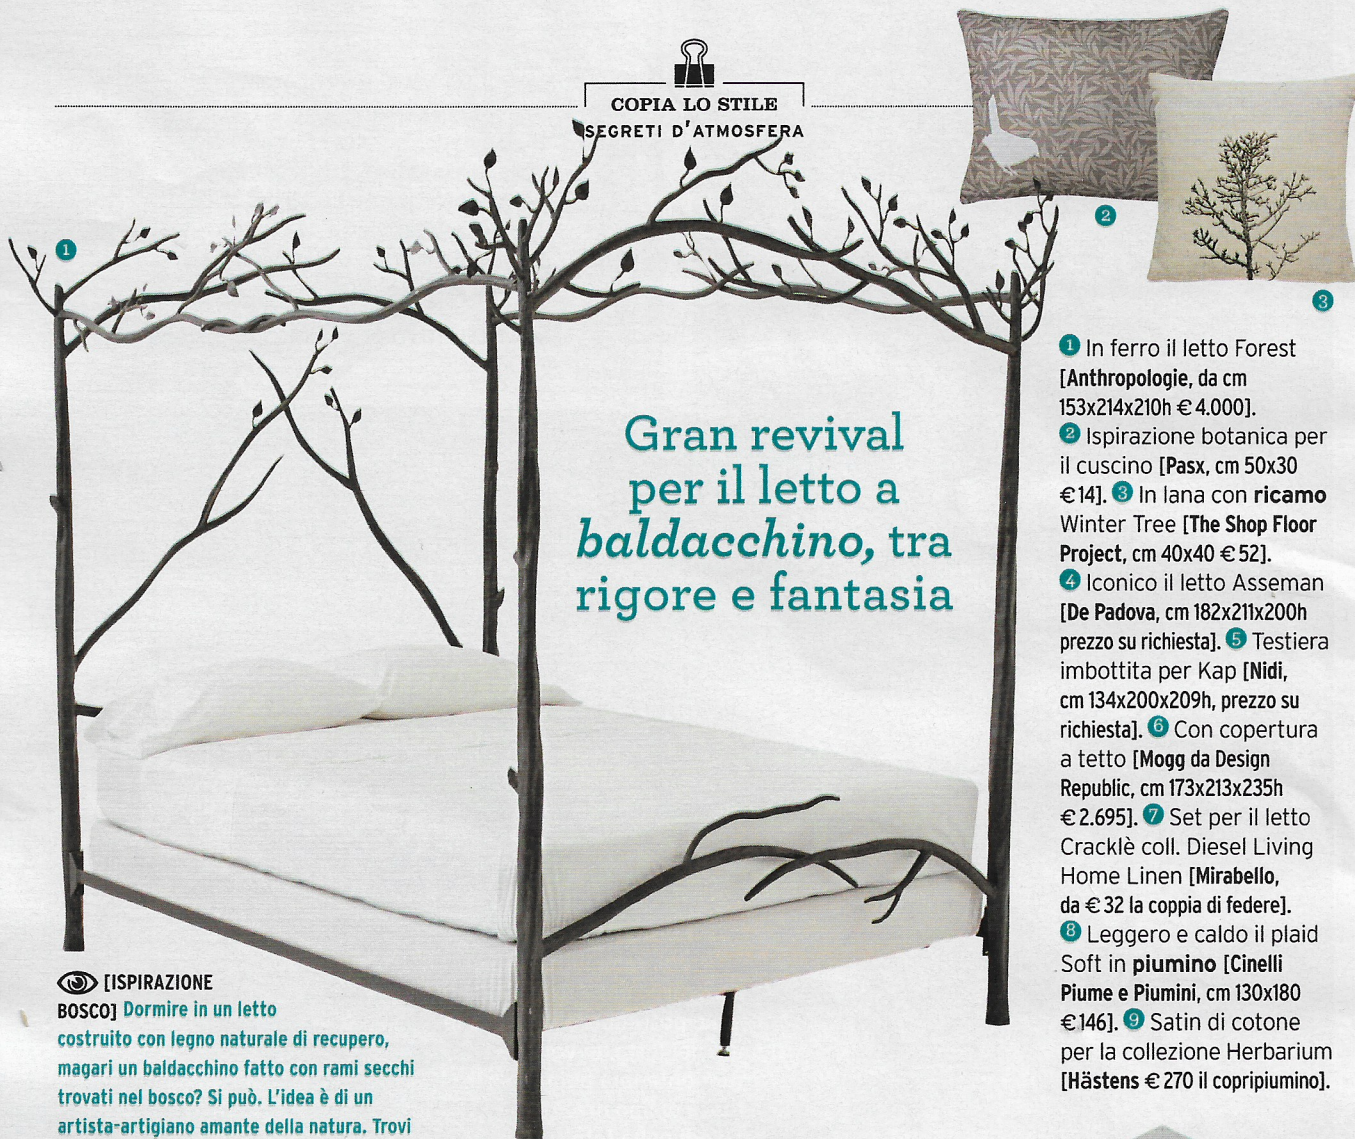 COPIA LO STILE
SEGRETI D'ATMOSFERA
1
2
3
Gran revival
per il letto a
baldacchino, tra
rigore e fantasia
1 In ferro il letto Forest
[Anthropologie, da cm
153x214x210h € 4.000].
2 Ispirazione botanica per
il cuscino [Pasx, cm 50x30
€ 14]. 3 In lana con ricamo
Winter Tree [The Shop Floor
Project, cm 40x40 € 52].
4 Iconico il letto Asseman
[De Padova, cm 182x211x200h
prezzo su richiesta]. 5 Testiera
imbottita per Kap [Nidi,
cm 134x200x209h, prezzo su
richiesta]. 6 Con copertura
a tetto [Mogg da Design
Republic, cm 173x213x235h
€ 2.695]. 7 Set per il letto
Cracklè coll. Diesel Living
Home Linen [Mirabello,
da € 32 la coppia di federe].
8 Leggero e caldo il plaid
Soft in piumino [Cinelli
Piume e Piumini, cm 130x180
€ 146]. 9 Satin di cotone
per la collezione Herbarium
[Hästens € 270 il copripiumino].
[ISPIRAZIONE
BOSCO] Dormire in un letto
costruito con legno naturale di recupero,
magari un baldacchino fatto con rami secchi
trovati nel bosco? Si può. L'idea è di un
artista-artigiano amante della natura. Trovi